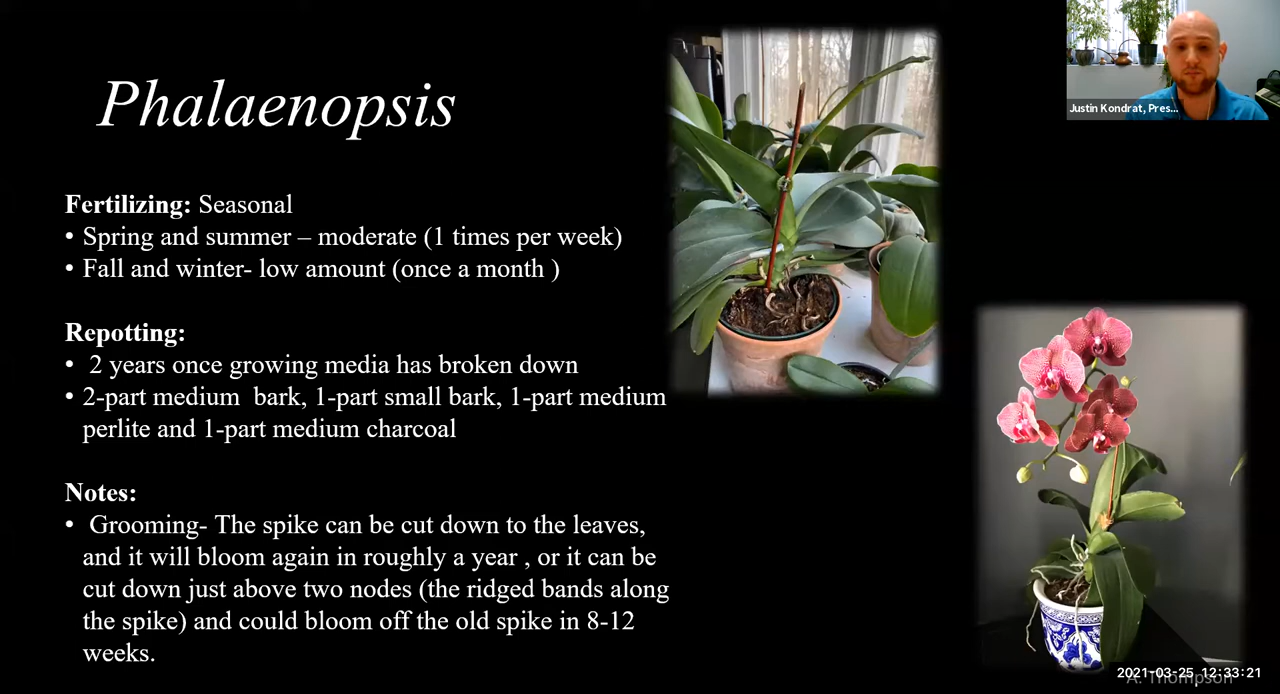 Phalaenopsis
Justin Kondrat, Pres...
Fertilizing: Seasonal
• Spring and summer – moderate (1 times per week)
• Fall and winter- low amount (once a month )
Repotting:
• 2 years once growing media has broken down
• 2-part medium bark, 1-part small bark, 1-part medium
perlite and 1-part medium charcoal
Notes:
• Grooming- The spike can be cut down to the leaves,
and it will bloom again in roughly a year , or it can be
cut down just above two nodes (the ridged bands along
the spike) and could bloom off the old spike in 8-12
weeks.
2021-03-25 12:33:21
A. Thompson